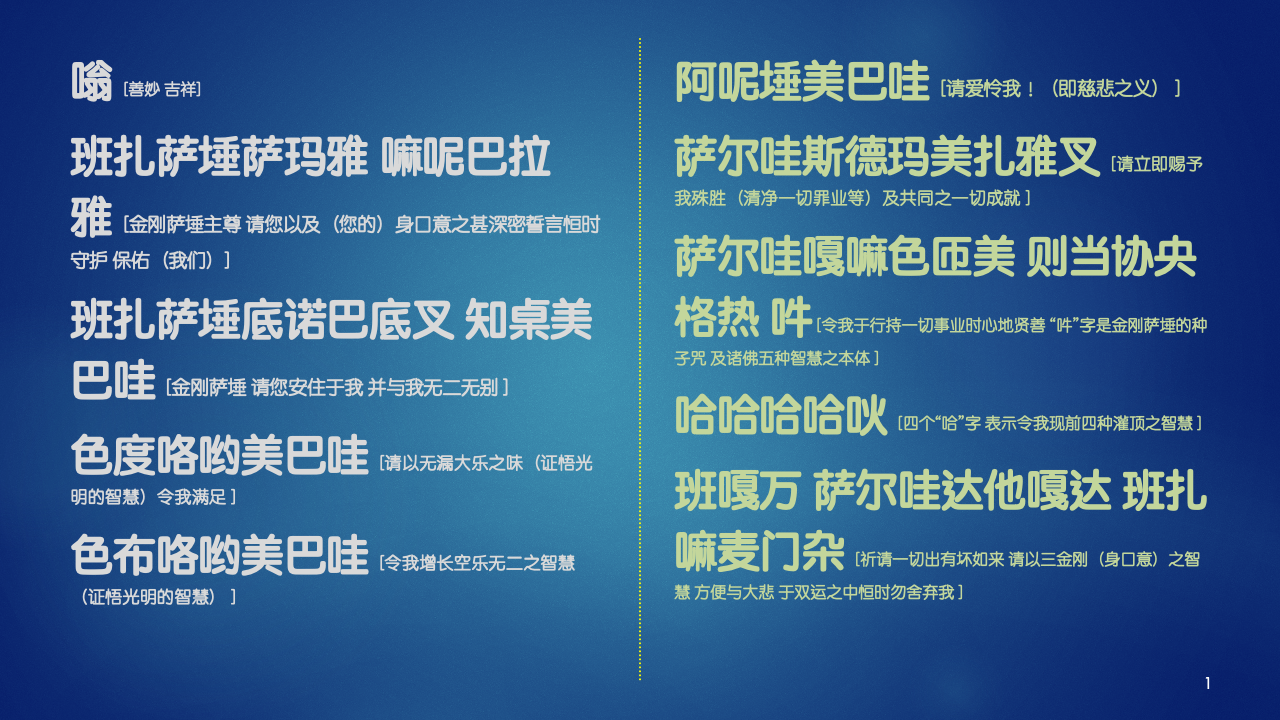 嗡 [善妙 吉祥]
班扎萨埵萨玛雅 嘛呢巴拉
雅 [金刚萨埵主尊 请您以及（您的）身口意之甚深密誓言恒时
守护 保佑（我们）]
班扎萨埵底诺巴底叉 知桌美
巴哇 [金刚萨埵 请您安住于我 并与我无二无别 ]
色度咯哟美巴哇 [请以无漏大乐之味（证悟光
明的智慧）令我满足 ]
色布咯哟美巴哇 [令我增长空乐无二之智慧
（证悟光明的智慧） ]
阿呢埵美巴哇 [请爱怜我！（即慈悲之义） ]
萨尔哇斯德玛美扎雅叉 [请立即赐予
我殊胜（清净一切罪业等）及共同之一切成就 ]
萨尔哇嘎嘛色匝美 则当协央
格热 吽 [令我于行持一切事业时心地贤善 “吽”字是金刚萨埵的种
子咒 及诸佛五种智慧之本体 ]
哈哈哈哈吙 [四个“哈”字 表示令我现前四种灌顶之智慧 ]
班嘎万 萨尔哇达他嘎达 班扎
嘛麦门杂 [祈请一切出有坏如来 请以三金刚（身口意）之智
慧 方便与大悲 于双运之中恒时勿舍弃我 ]
1